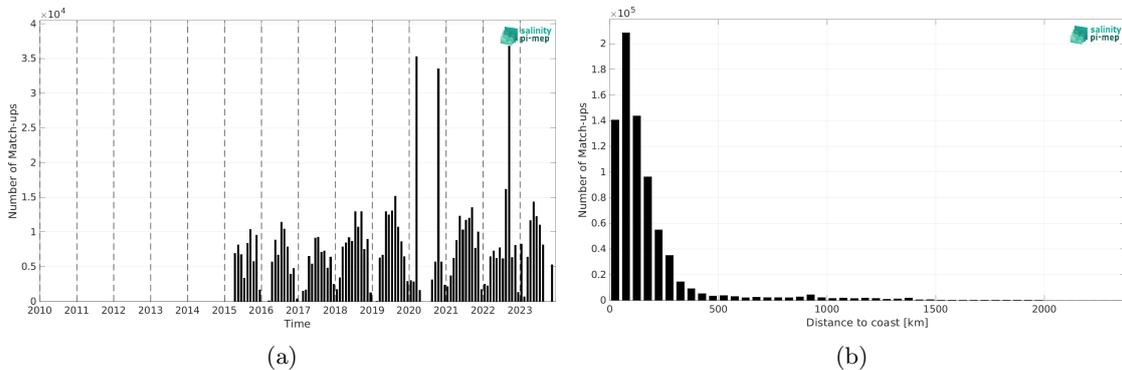 ×10⁴
4
3.5
3
2.5
2
1.5
1
0.5
0
Number of Match-ups
salinity
pi-mep
2010 2011 2012 2013 2014 2015 2016 2017 2018 2019 2020 2021 2022 2023
Time
(a)
×10⁵
2
1.8
1.6
1.4
1.2
1
0.8
0.6
0.4
0.2
0
Number of Match-ups
salinity
pi-mep
0 500 1000 1500 2000
Distance to coast [km]
(b)